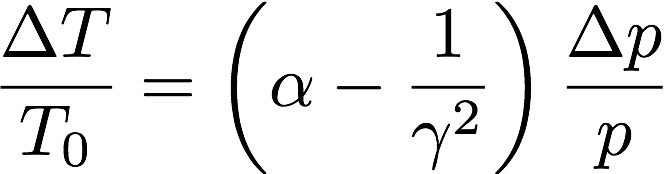 ΔT/T₀ = (α − 1/γ²) Δp/p